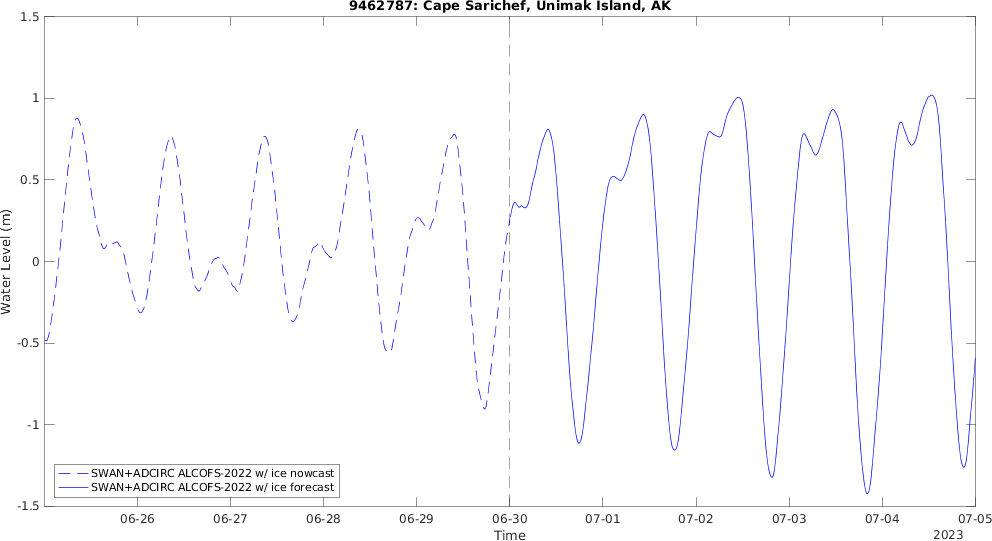 9462787: Cape Sarichef, Unimak Island, AK
1.5
1
0.5
0
-0.5
-1
-1.5
Water Level (m)
SWAN+ADCIRC ALCOFS-2022 w/ ice nowcast
SWAN+ADCIRC ALCOFS-2022 w/ ice forecast
06-26 06-27 06-28 06-29 06-30 07-01 07-02 07-03 07-04 07-05
Time
2023